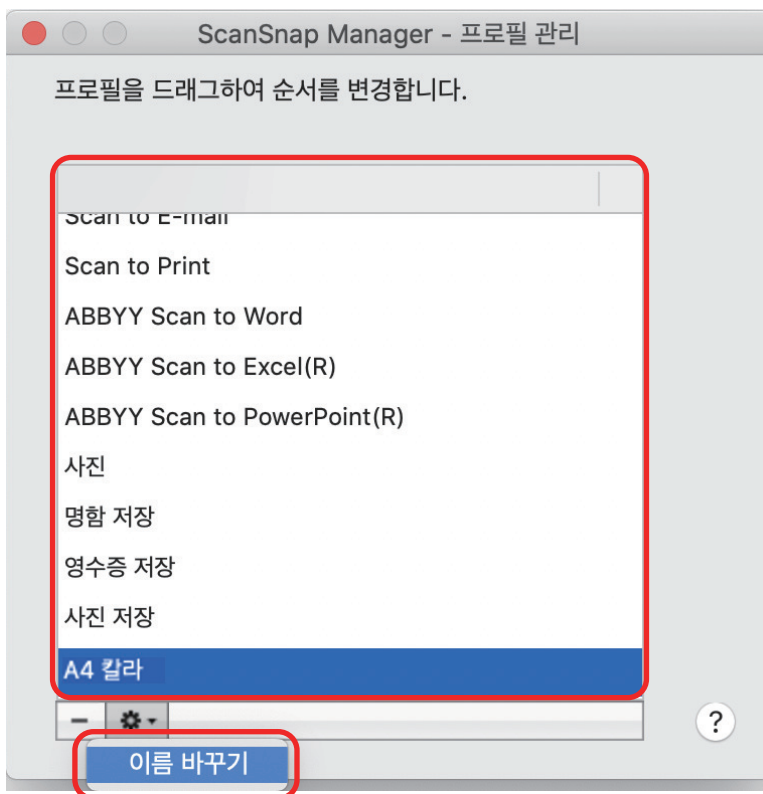 ScanSnap Manager - 프로필 관리
프로필을 드래그하여 순서를 변경합니다.
Scan to E-mail
Scan to Print
ABBYY Scan to Word
ABBYY Scan to Excel(R)
ABBYY Scan to PowerPoint(R)
사진
명함 저장
영수증 저장
사진 저장
A4 칼라
?
이름 바꾸기